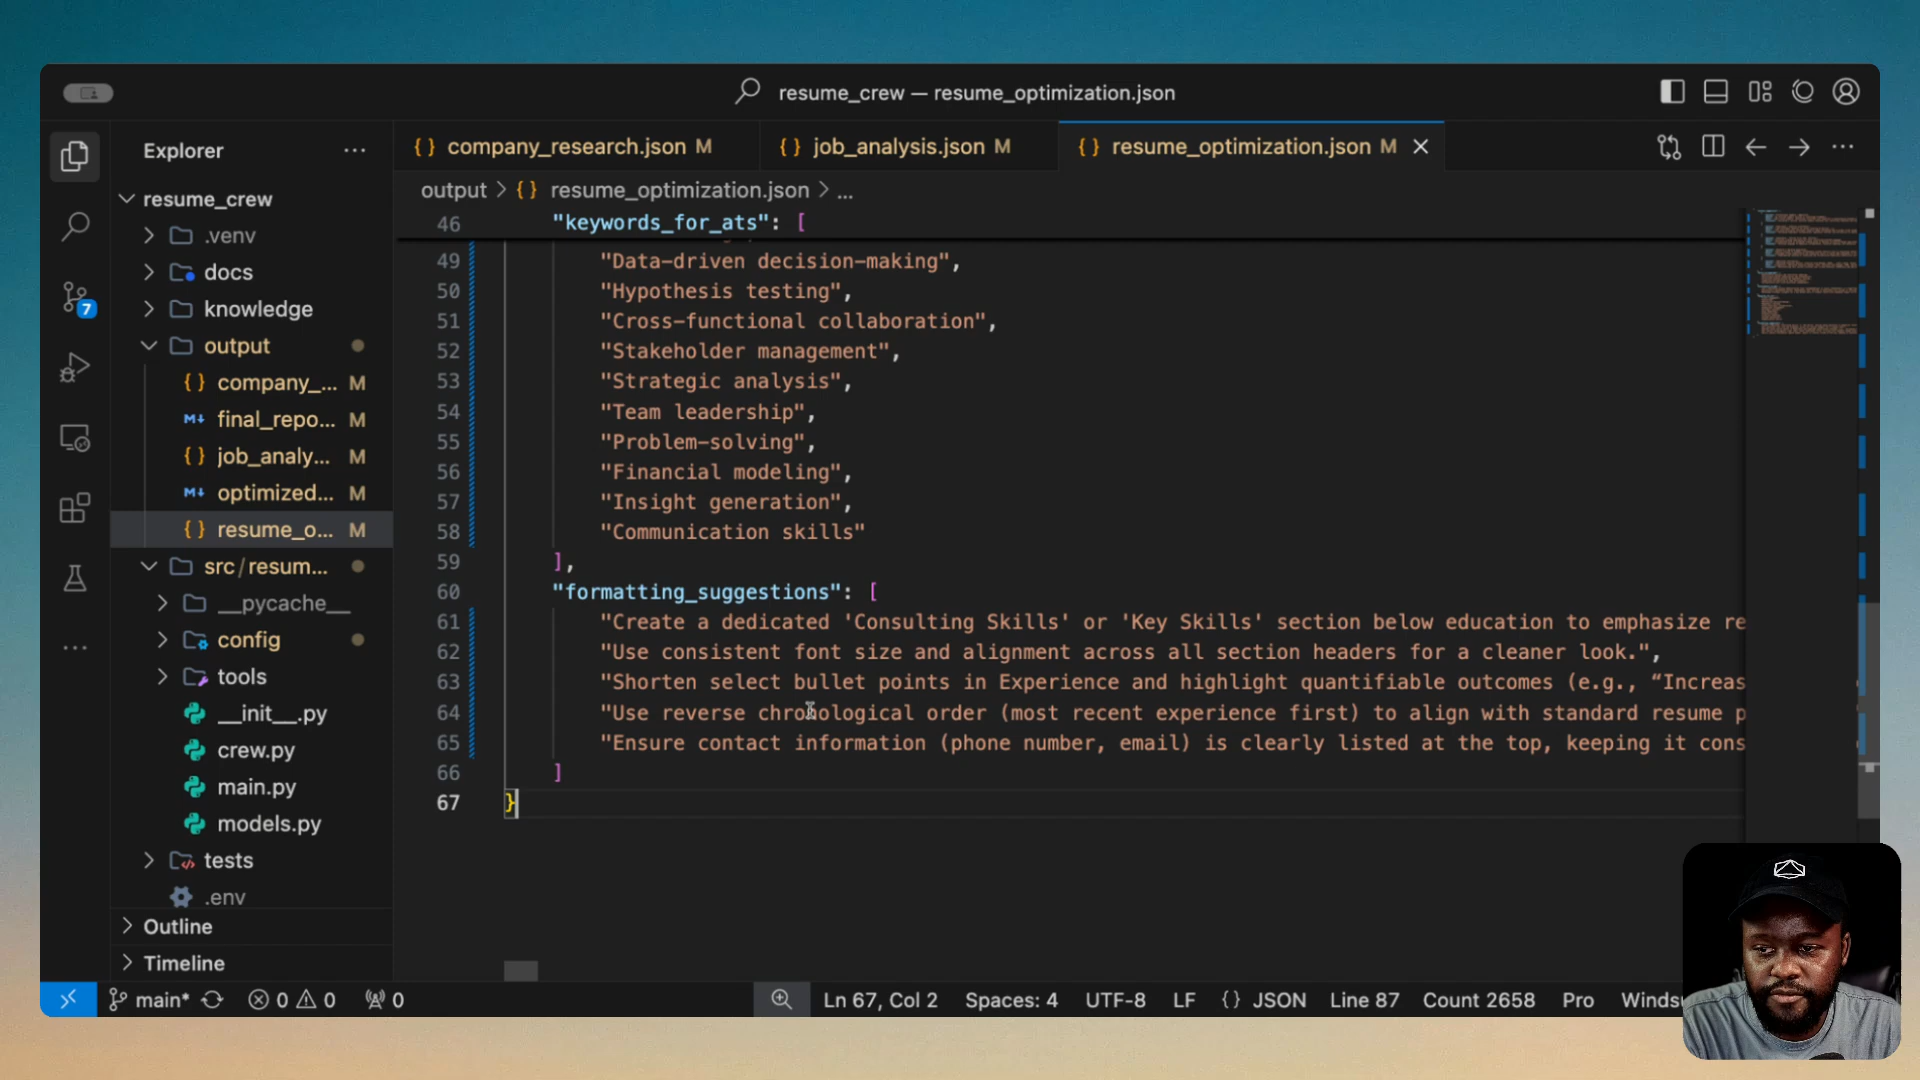 resume_crew — resume_optimization.json
Explorer
company_research.json M
job_analysis.json M
resume_optimization.json M
output > {} resume_optimization.json > ...
resume_crew
.venv
docs
knowledge
output
company_... M
final_repo... M
job_analy... M
optimized... M
resume_o... M
src/resum...
__pycache__
config
tools
__init__.py
crew.py
main.py
models.py
tests
.env
Outline
Timeline
7
46 "keywords_for_ats": [
49 "Data-driven decision-making",
50 "Hypothesis testing",
51 "Cross-functional collaboration",
52 "Stakeholder management",
53 "Strategic analysis",
54 "Team leadership",
55 "Problem-solving",
56 "Financial modeling",
57 "Insight generation",
58 "Communication skills"
59 ],
60 "formatting_suggestions": [
61 "Create a dedicated 'Consulting Skills' or 'Key Skills' section below education to emphasize re
62 "Use consistent font size and alignment across all section headers for a cleaner look.",
63 "Shorten select bullet points in Experience and highlight quantifiable outcomes (e.g., “Increas
64 "Use reverse chronological order (most recent experience first) to align with standard resume p
65 "Ensure contact information (phone number, email) is clearly listed at the top, keeping it cons
66 ]
67 }
main* 0 0 0 Ln 67, Col 2 Spaces: 4 UTF-8 LF {} JSON Line 87 Count 2658 Pro Winds